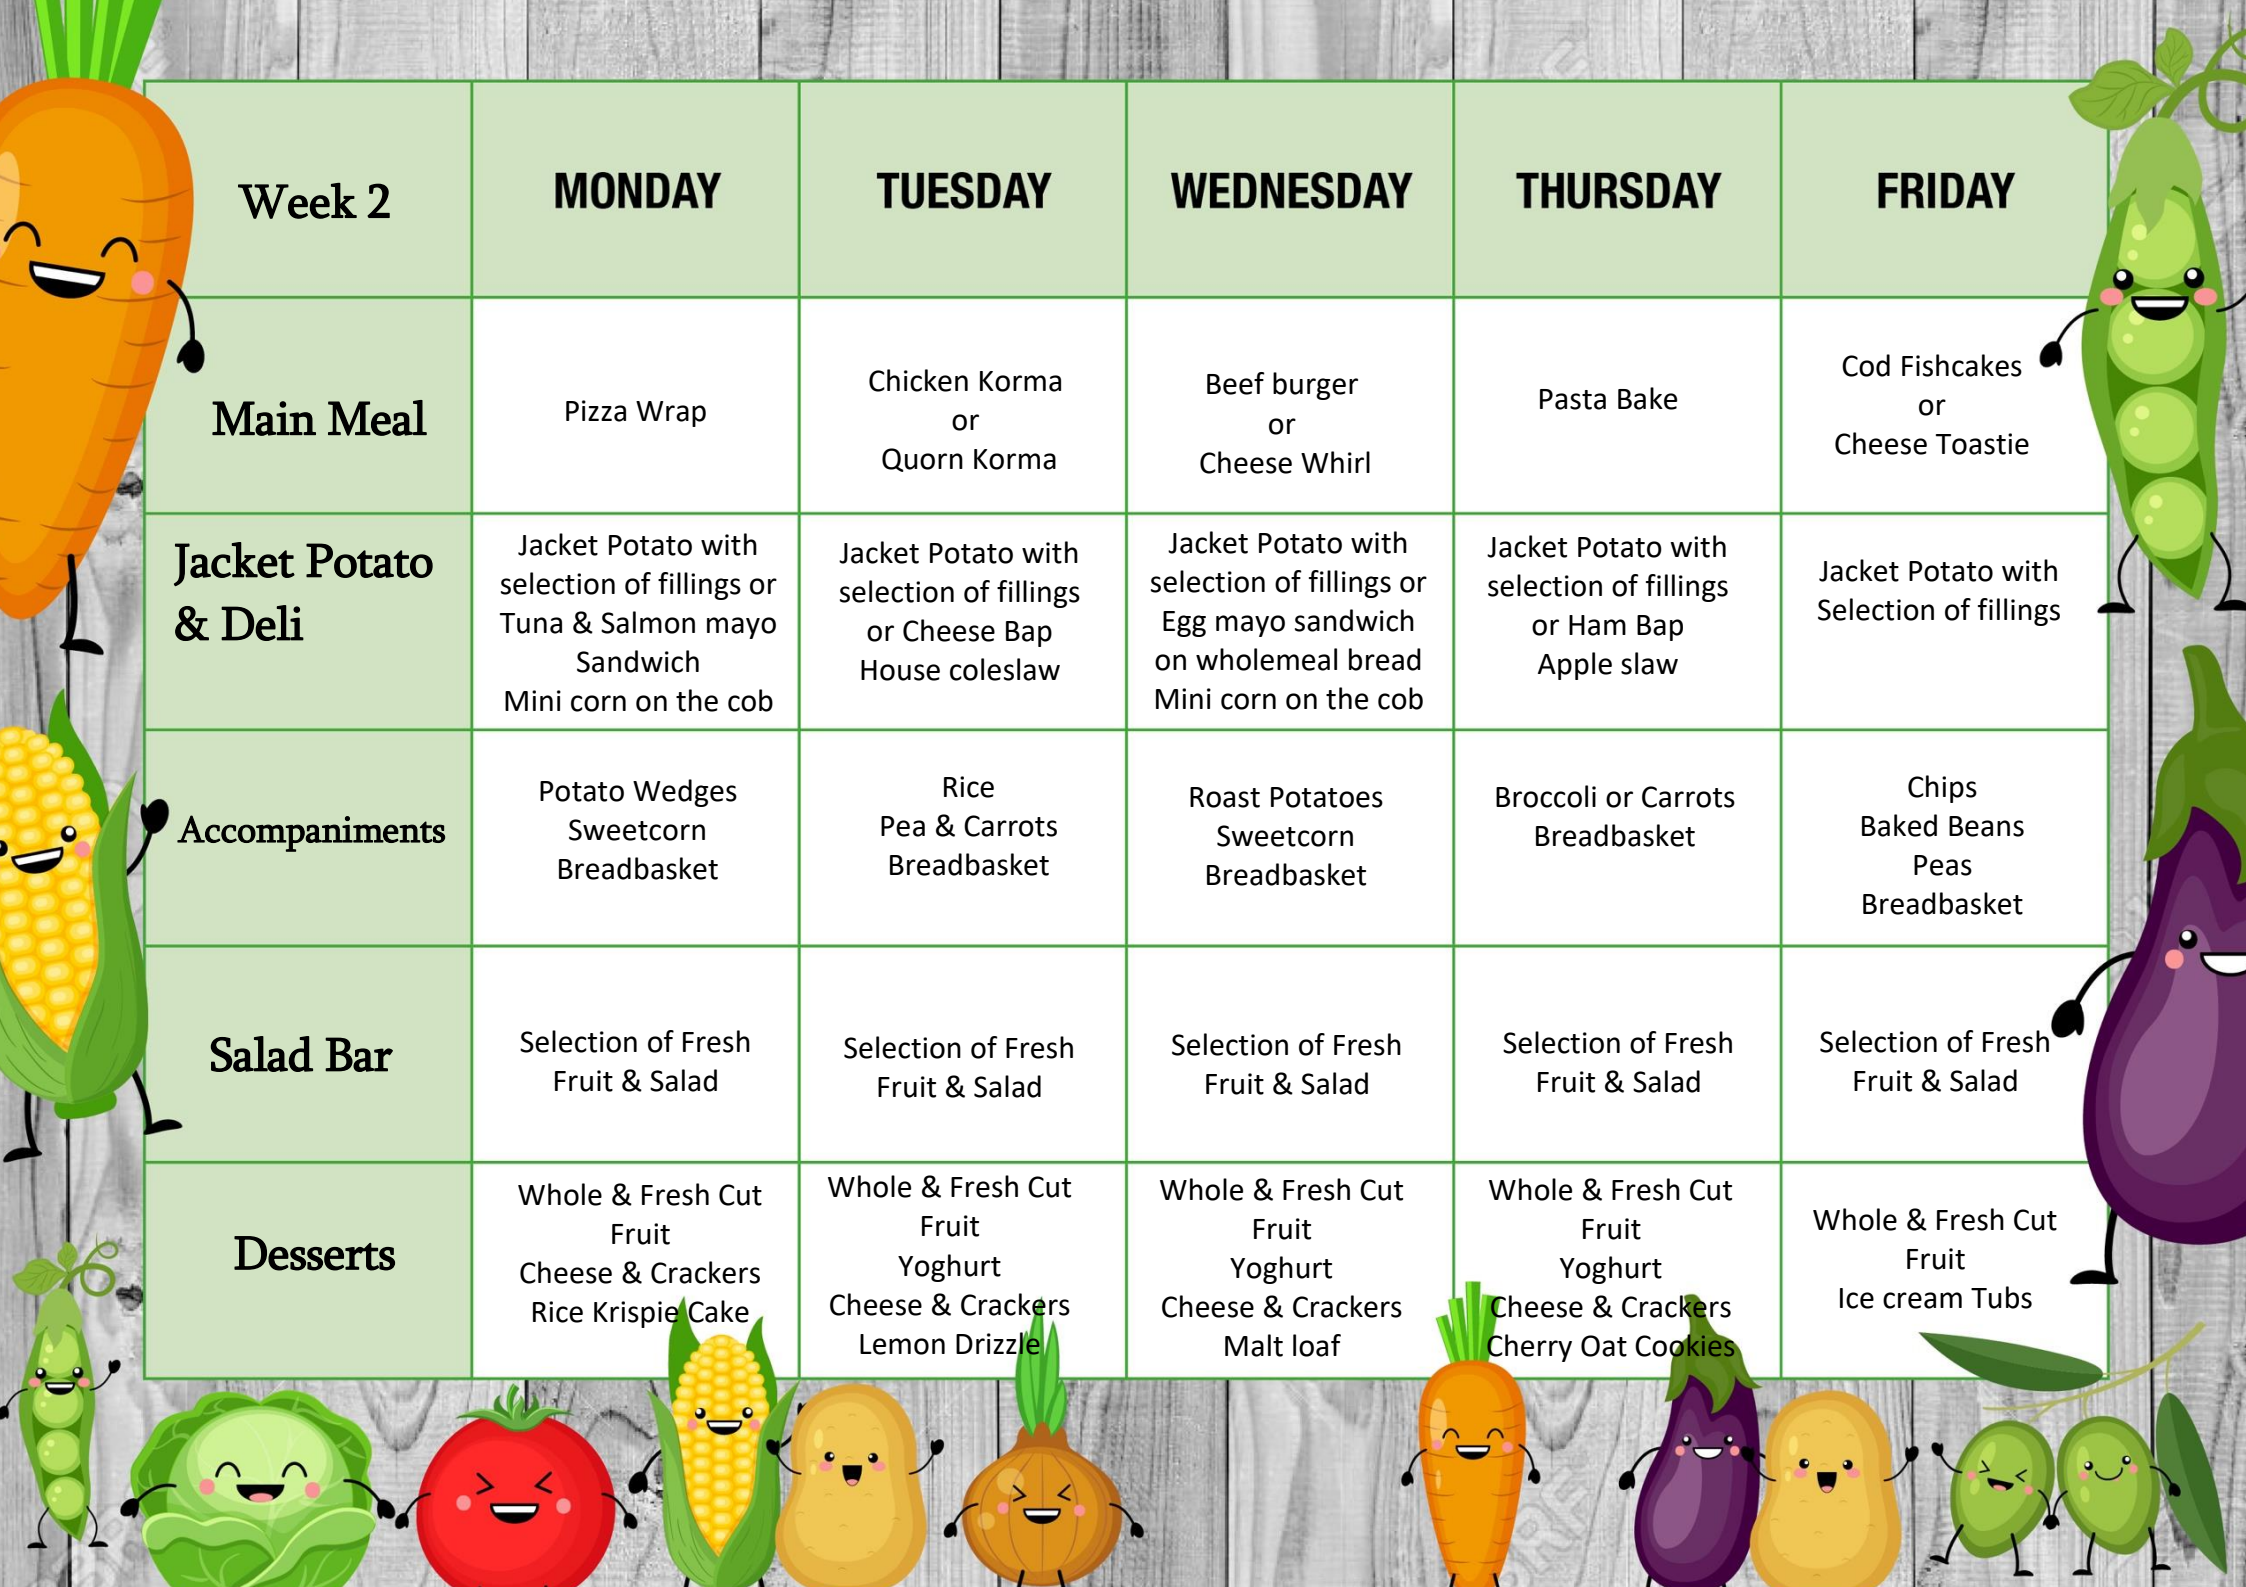 Week 2
MONDAY
TUESDAY
WEDNESDAY
THURSDAY
FRIDAY
Main Meal
Pizza Wrap
Chicken Korma
or
Quorn Korma
Beef burger
or
Cheese Whirl
Pasta Bake
Cod Fishcakes
or
Cheese Toastie
Jacket Potato
& Deli
Jacket Potato with
selection of fillings or
Tuna & Salmon mayo
Sandwich
Mini corn on the cob
Jacket Potato with
selection of fillings
or Cheese Bap
House coleslaw
Jacket Potato with
selection of fillings or
Egg mayo sandwich
on wholemeal bread
Mini corn on the cob
Jacket Potato with
selection of fillings
or Ham Bap
Apple slaw
Jacket Potato with
Selection of fillings
Accompaniments
Potato Wedges
Sweetcorn
Breadbasket
Rice
Pea & Carrots
Breadbasket
Roast Potatoes
Sweetcorn
Breadbasket
Broccoli or Carrots
Breadbasket
Chips
Baked Beans
Peas
Breadbasket
Salad Bar
Selection of Fresh
Fruit & Salad
Selection of Fresh
Fruit & Salad
Selection of Fresh
Fruit & Salad
Selection of Fresh
Fruit & Salad
Selection of Fresh
Fruit & Salad
Desserts
Whole & Fresh Cut
Fruit
Cheese & Crackers
Rice Krispie Cake
Whole & Fresh Cut
Fruit
Yoghurt
Cheese & Crackers
Lemon Drizzle
Whole & Fresh Cut
Fruit
Yoghurt
Cheese & Crackers
Malt loaf
Whole & Fresh Cut
Fruit
Yoghurt
Cheese & Crackers
Cherry Oat Cookies
Whole & Fresh Cut
Fruit
Ice cream Tubs